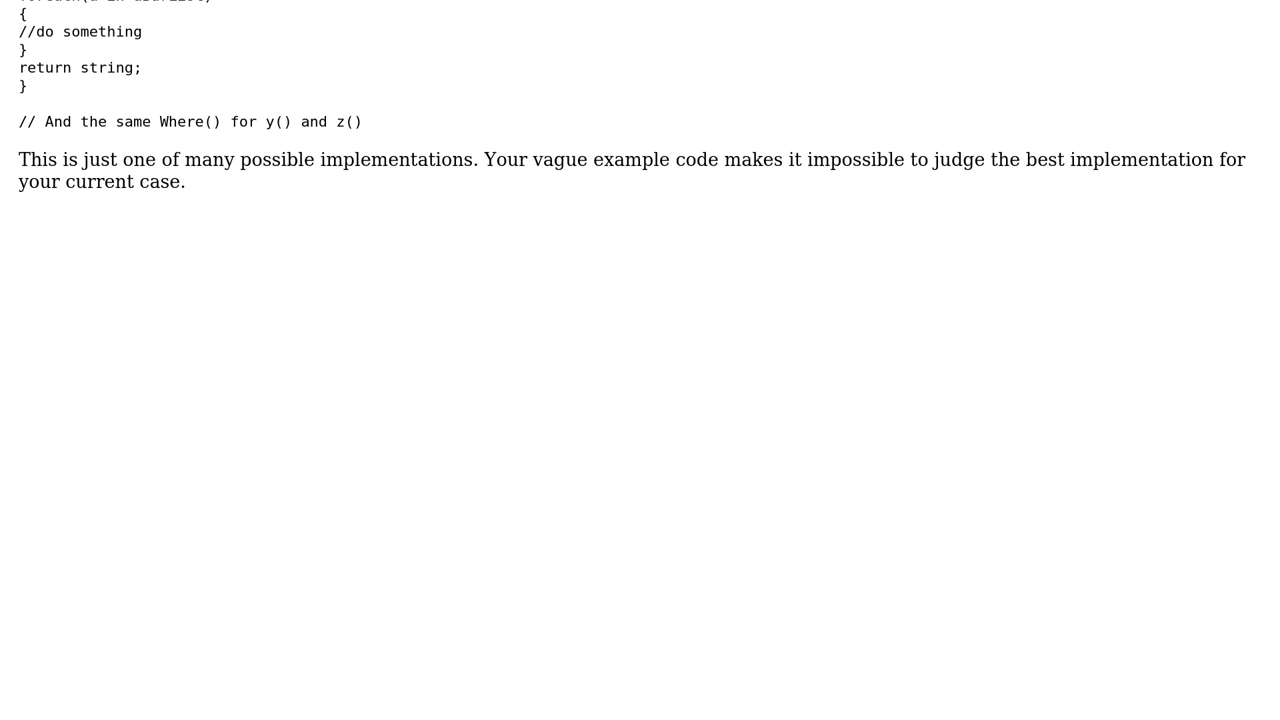 {
//do something
}
return string;
}
// And the same Where() for y() and z()
This is just one of many possible implementations. Your vague example code makes it impossible to judge the best implementation for
your current case.